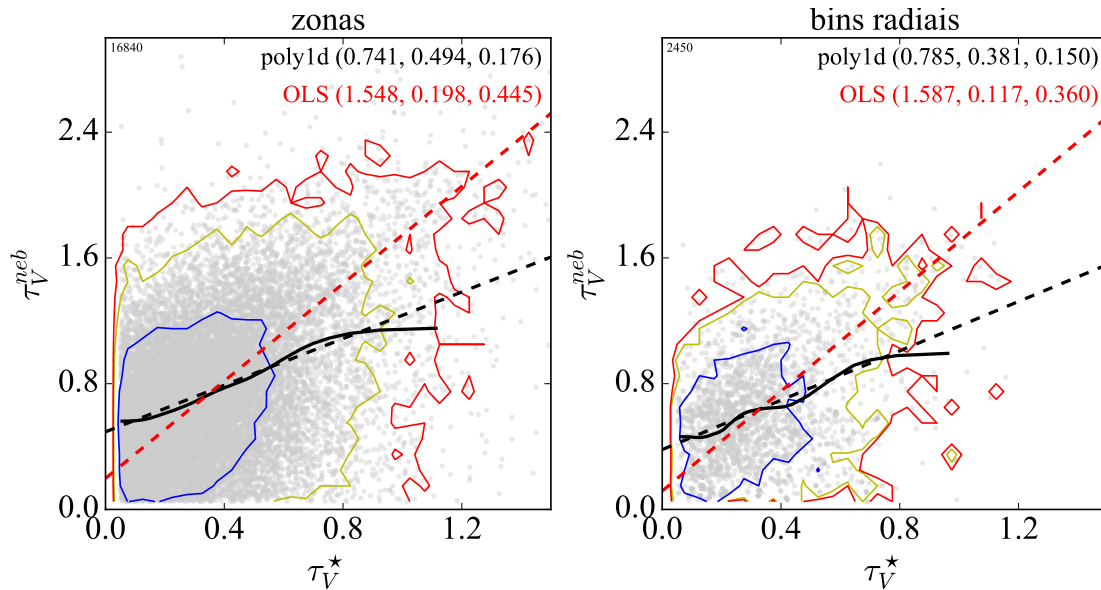 zonas
16840
poly1d (0.741, 0.494, 0.176)
OLS (1.548, 0.198, 0.445)
2.4
1.6
0.8
0.0
τ_V^{neb}
0.0 0.4 0.8 1.2
τ_V^⋆
bins radiais
2450
poly1d (0.785, 0.381, 0.150)
OLS (1.587, 0.117, 0.360)
2.4
1.6
0.8
0.0
τ_V^{neb}
0.0 0.4 0.8 1.2
τ_V^⋆